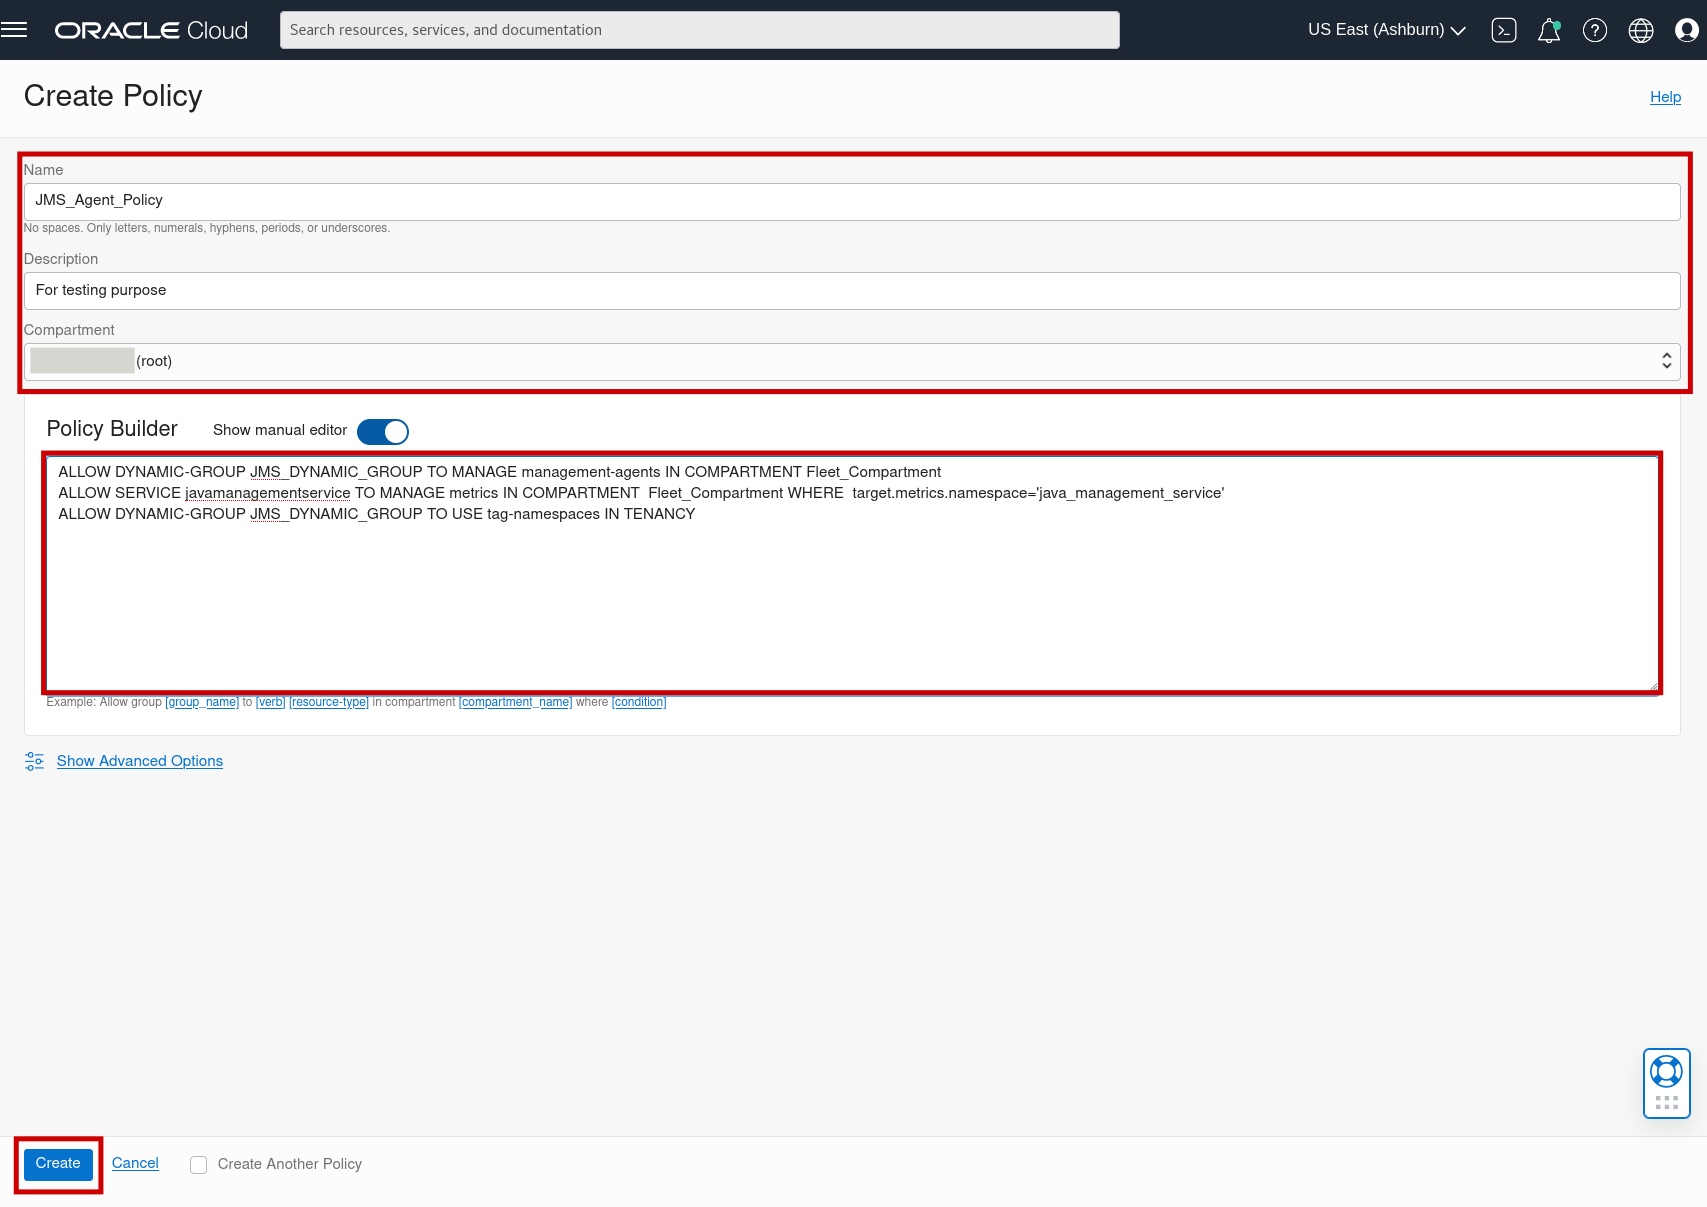 ORACLE Cloud
Search resources, services, and documentation
US East (Ashburn)
Create Policy
Help
Name
JMS_Agent_Policy
No spaces. Only letters, numerals, hyphens, periods, or underscores.
Description
For testing purpose
Compartment
(root)
Policy Builder
Show manual editor
ALLOW DYNAMIC-GROUP JMS_DYNAMIC_GROUP TO MANAGE management-agents IN COMPARTMENT Fleet_Compartment
ALLOW SERVICE javamanagementservice TO MANAGE metrics IN COMPARTMENT  Fleet_Compartment WHERE  target.metrics.namespace='java_management_service'
ALLOW DYNAMIC-GROUP JMS_DYNAMIC_GROUP TO USE tag-namespaces IN TENANCY
Example: Allow group [group_name] to [verb] [resource-type] in compartment [compartment_name] where [condition]
Show Advanced Options
Create
Cancel
Create Another Policy